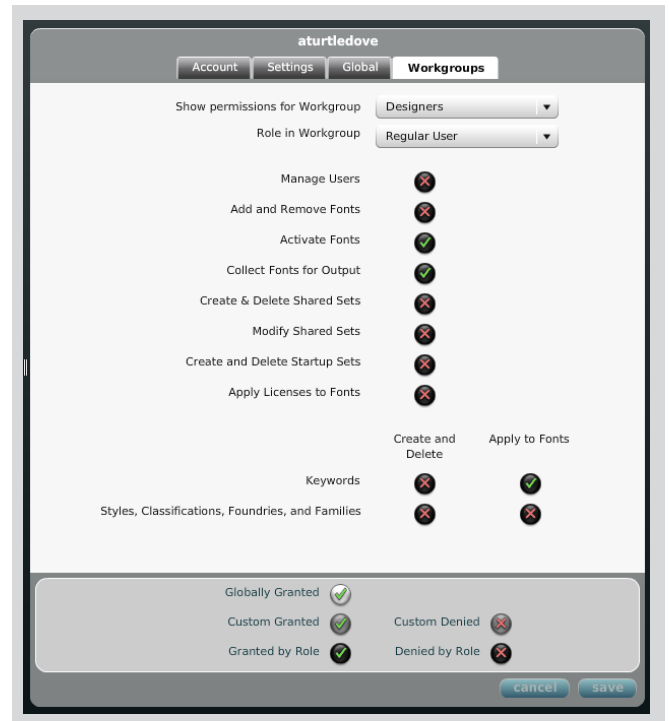 aturtledove
Account Settings Global Workgroups
Show permissions for Workgroup Designers
Role in Workgroup Regular User
Manage Users
Add and Remove Fonts
Activate Fonts
Collect Fonts for Output
Create & Delete Shared Sets
Modify Shared Sets
Create and Delete Startup Sets
Apply Licenses to Fonts
Create and Delete Apply to Fonts
Keywords
Styles, Classifications, Foundries, and Families
Globally Granted
Custom Granted Custom Denied
Granted by Role Denied by Role
cancel save